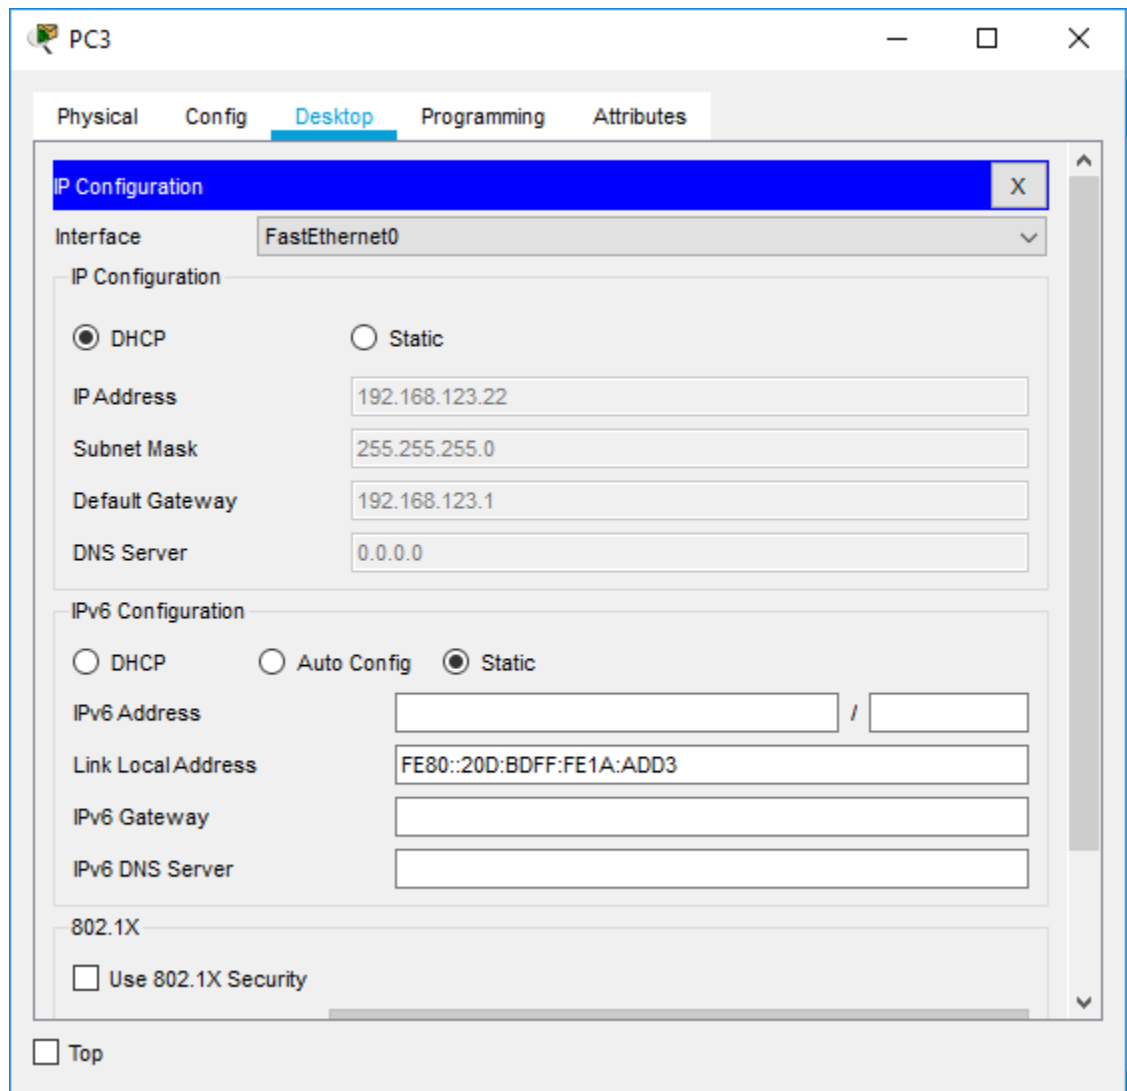 PC3
Physical Config Desktop Programming Attributes
IP Configuration X
Interface FastEthernet0
IP Configuration
DHCP Static
IP Address 192.168.123.22
Subnet Mask 255.255.255.0
Default Gateway 192.168.123.1
DNS Server 0.0.0.0
IPv6 Configuration
DHCP Auto Config Static
IPv6 Address /
Link Local Address FE80::20D:BDFF:FE1A:ADD3
IPv6 Gateway
IPv6 DNS Server
802.1X
Use 802.1X Security
Top